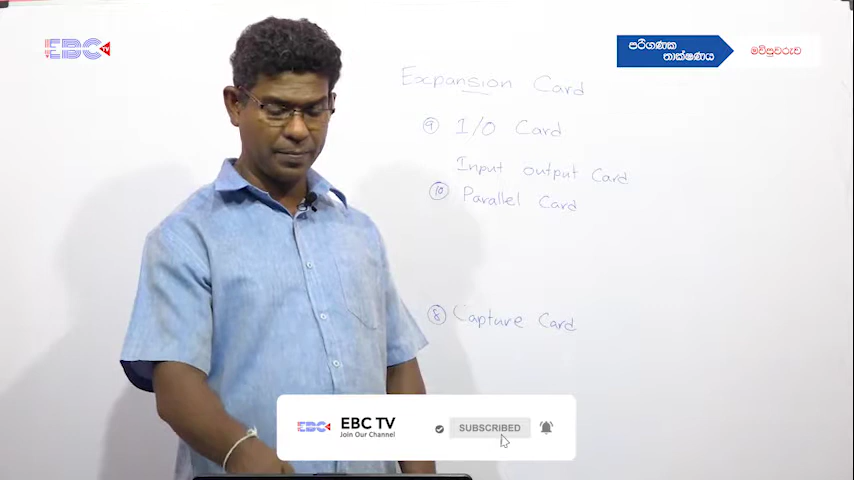 EBC TV
පරිගණක
තාක්ෂණය
මව්පුවරුව
Expansion Card
9 I/O Card
Input output Card
10 Parallel Card
8 Capture Card
EBC
EBC TV
Join Our Channel
SUBSCRIBED